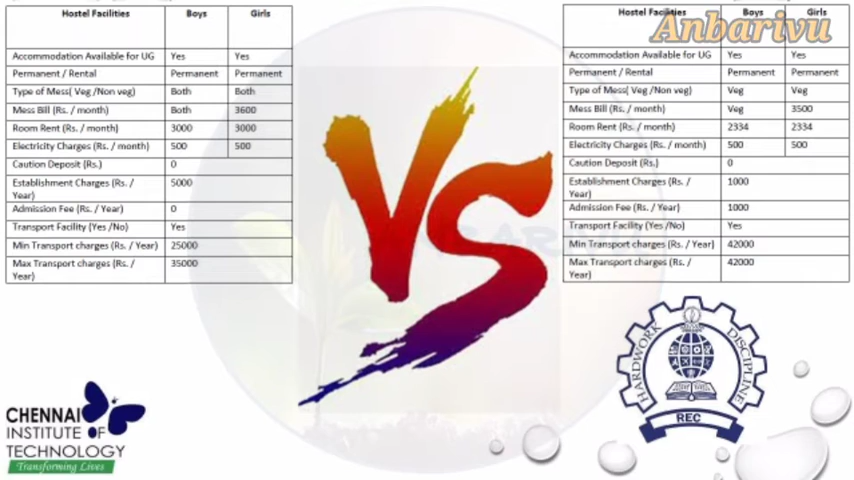 Hostel Facilities Boys Girls
Accommodation Available for UG Yes Yes
Permanent / Rental Permanent Permanent
Type of Mess( Veg /Non veg) Both Both
Mess Bill (Rs. / month) Both 3600
Room Rent (Rs. / month) 3000 3000
Electricity Charges (Rs. / month) 500 500
Caution Deposit (Rs.) 0
Establishment Charges (Rs. / 5000
Year)
Admission Fee (Rs. / Year) 0
Transport Facility (Yes /No) Yes
Min Transport charges (Rs. / Year) 25000
Max Transport charges (Rs. / 35000
Year)
VS
Anbarivu
Hostel Facilities Boys Girls
Accommodation Available for UG Yes Yes
Permanent / Rental Permanent Permanent
Type of Mess( Veg /Non veg) Veg Veg
Mess Bill (Rs. / month) Veg 3500
Room Rent (Rs. / month) 2334 2334
Electricity Charges (Rs. / month) 500 500
Caution Deposit (Rs.) 0
Establishment Charges (Rs. / 1000
Year)
Admission Fee (Rs. / Year) 1000
Transport Facility (Yes /No) Yes
Min Transport charges (Rs. / Year) 42000
Max Transport charges (Rs. / 42000
Year)
CHENNAI
INSTITUTE OF
TECHNOLOGY
Transforming Lives
HARDWORK DISCIPLINE
REC